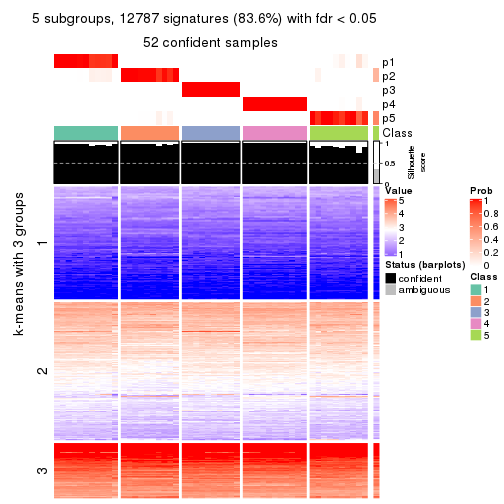 5 subgroups, 12787 signatures (83.6%) with fdr < 0.05
52 confident samples
p1
p2
p3
p4
p5
Class
1
0.5
0
Silhouette
score
k-means with 3 groups
1
2
3
Value
5
4
3
2
1
Status (barplots)
confident
ambiguous
Prob
1
0.8
0.6
0.4
0.2
0
Class
1
2
3
4
5